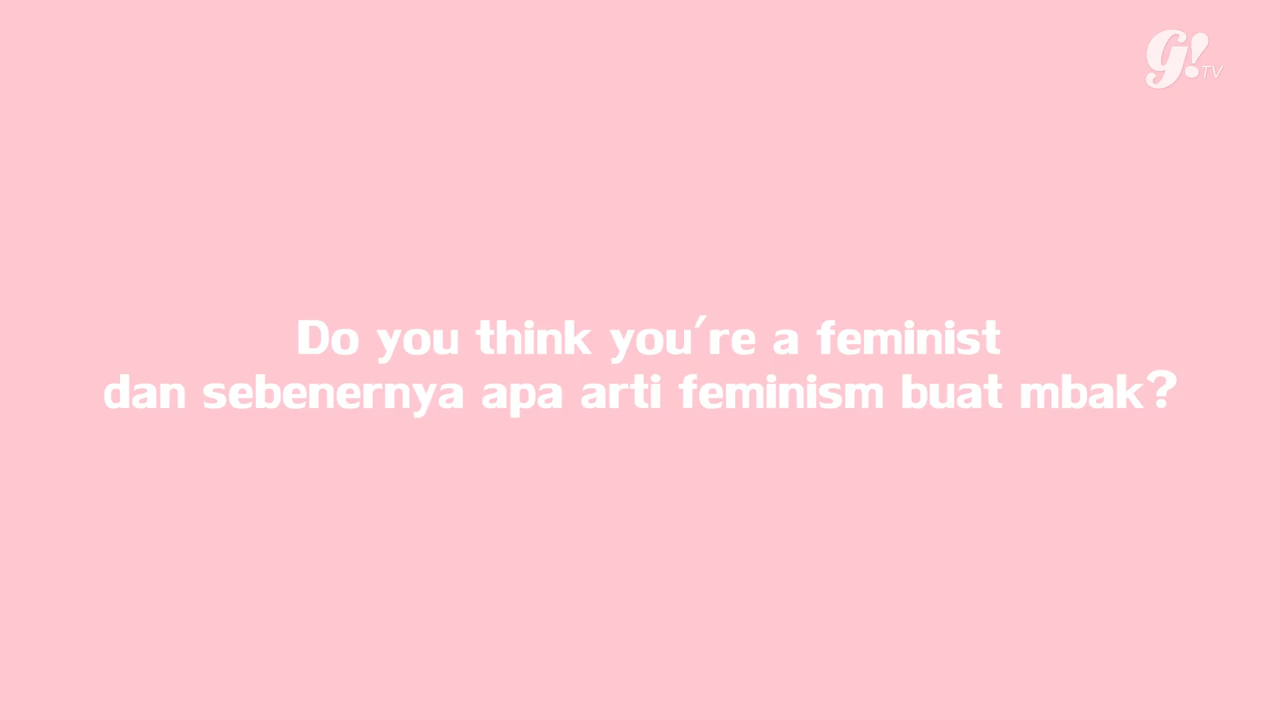 G! TV
Do you think you're a feminist
dan sebenernya apa arti feminism buat mbak?